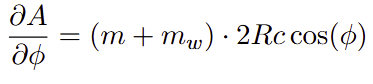 ∂A/∂ϕ = (m + m_w) · 2Rc cos(ϕ)